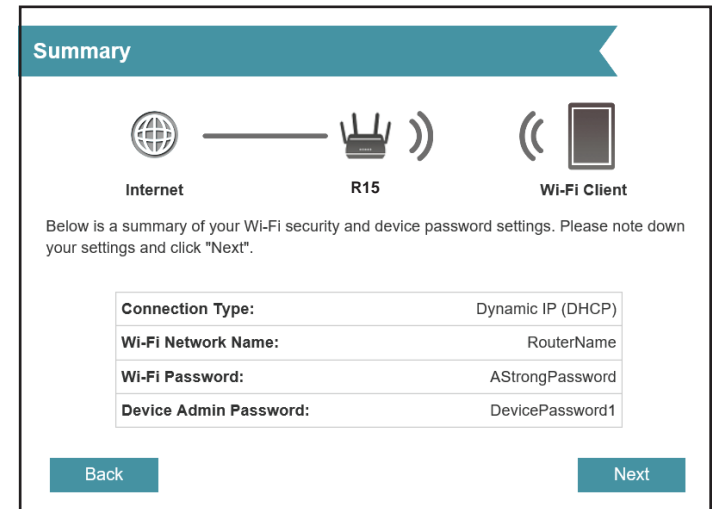 Summary
Internet R15 Wi-Fi Client
Below is a summary of your Wi-Fi security and device password settings. Please note down
your settings and click "Next".
Connection Type: Dynamic IP (DHCP)
Wi-Fi Network Name: RouterName
Wi-Fi Password: AStrongPassword
Device Admin Password: DevicePassword1
Back Next